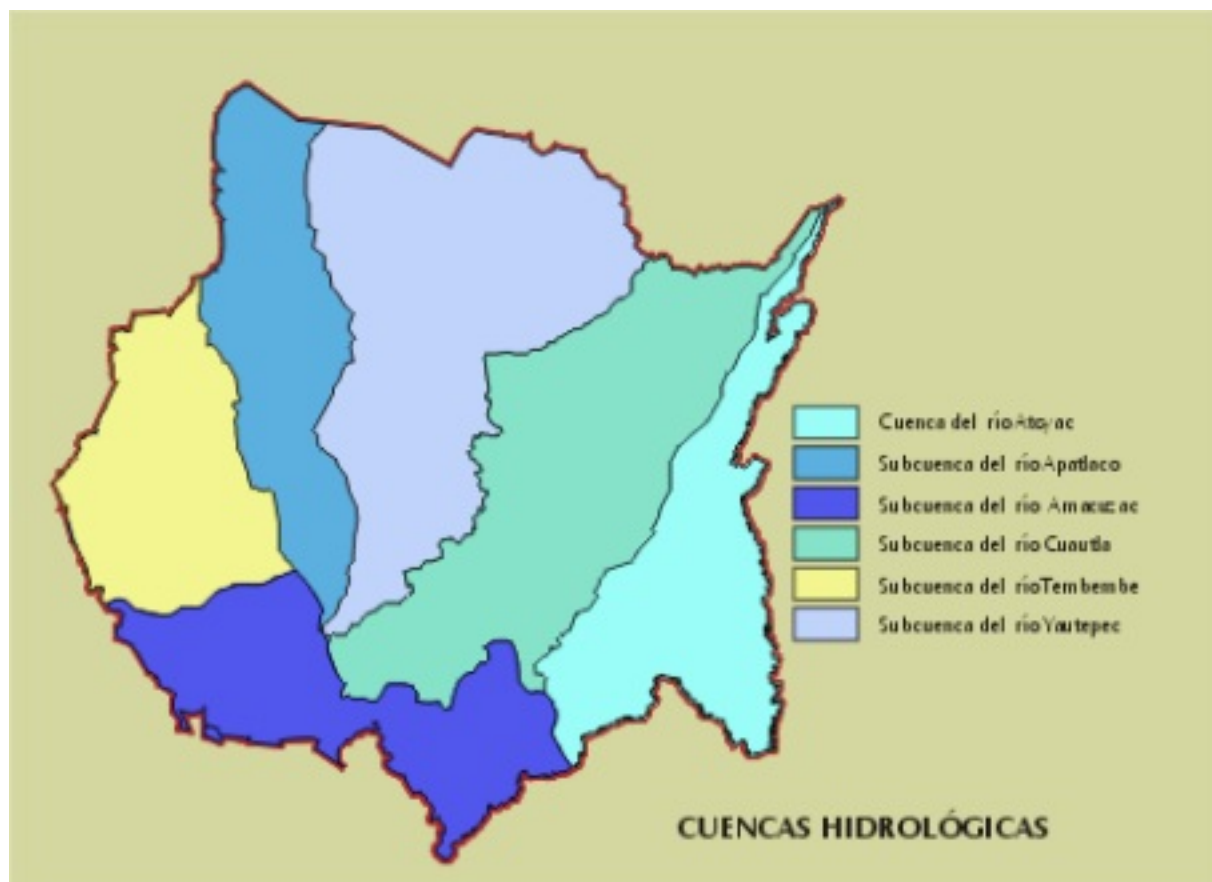 Cuenca del río Atoyac
Subcuenca del río Apatlaco
Subcuenca del río Amacuzac
Subcuenca del río Cuautla
Subcuenca del río Tembembe
Subcuenca del río Yautepec
CUENCAS HIDROLÓGICAS